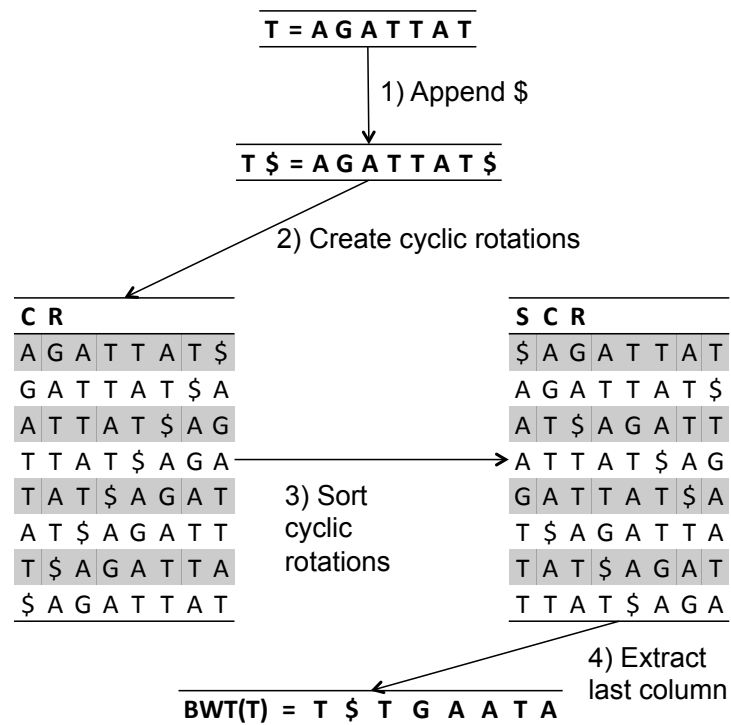 T = A G A T T A T
1) Append $
T $ = A G A T T A T $
2) Create cyclic rotations
C R
A G A T T A T $
G A T T A T $ A
A T T A T $ A G
T T A T $ A G A
T A T $ A G A T
A T $ A G A T T
T $ A G A T T A
$ A G A T T A T
3) Sort
cyclic
rotations
S C R
$ A G A T T A T
A G A T T A T $
A T $ A G A T T
A T T A T $ A G
G A T T A T $ A
T $ A G A T T A
T A T $ A G A T
T T A T $ A G A
4) Extract
last column
BWT(T) = T $ T G A A T A